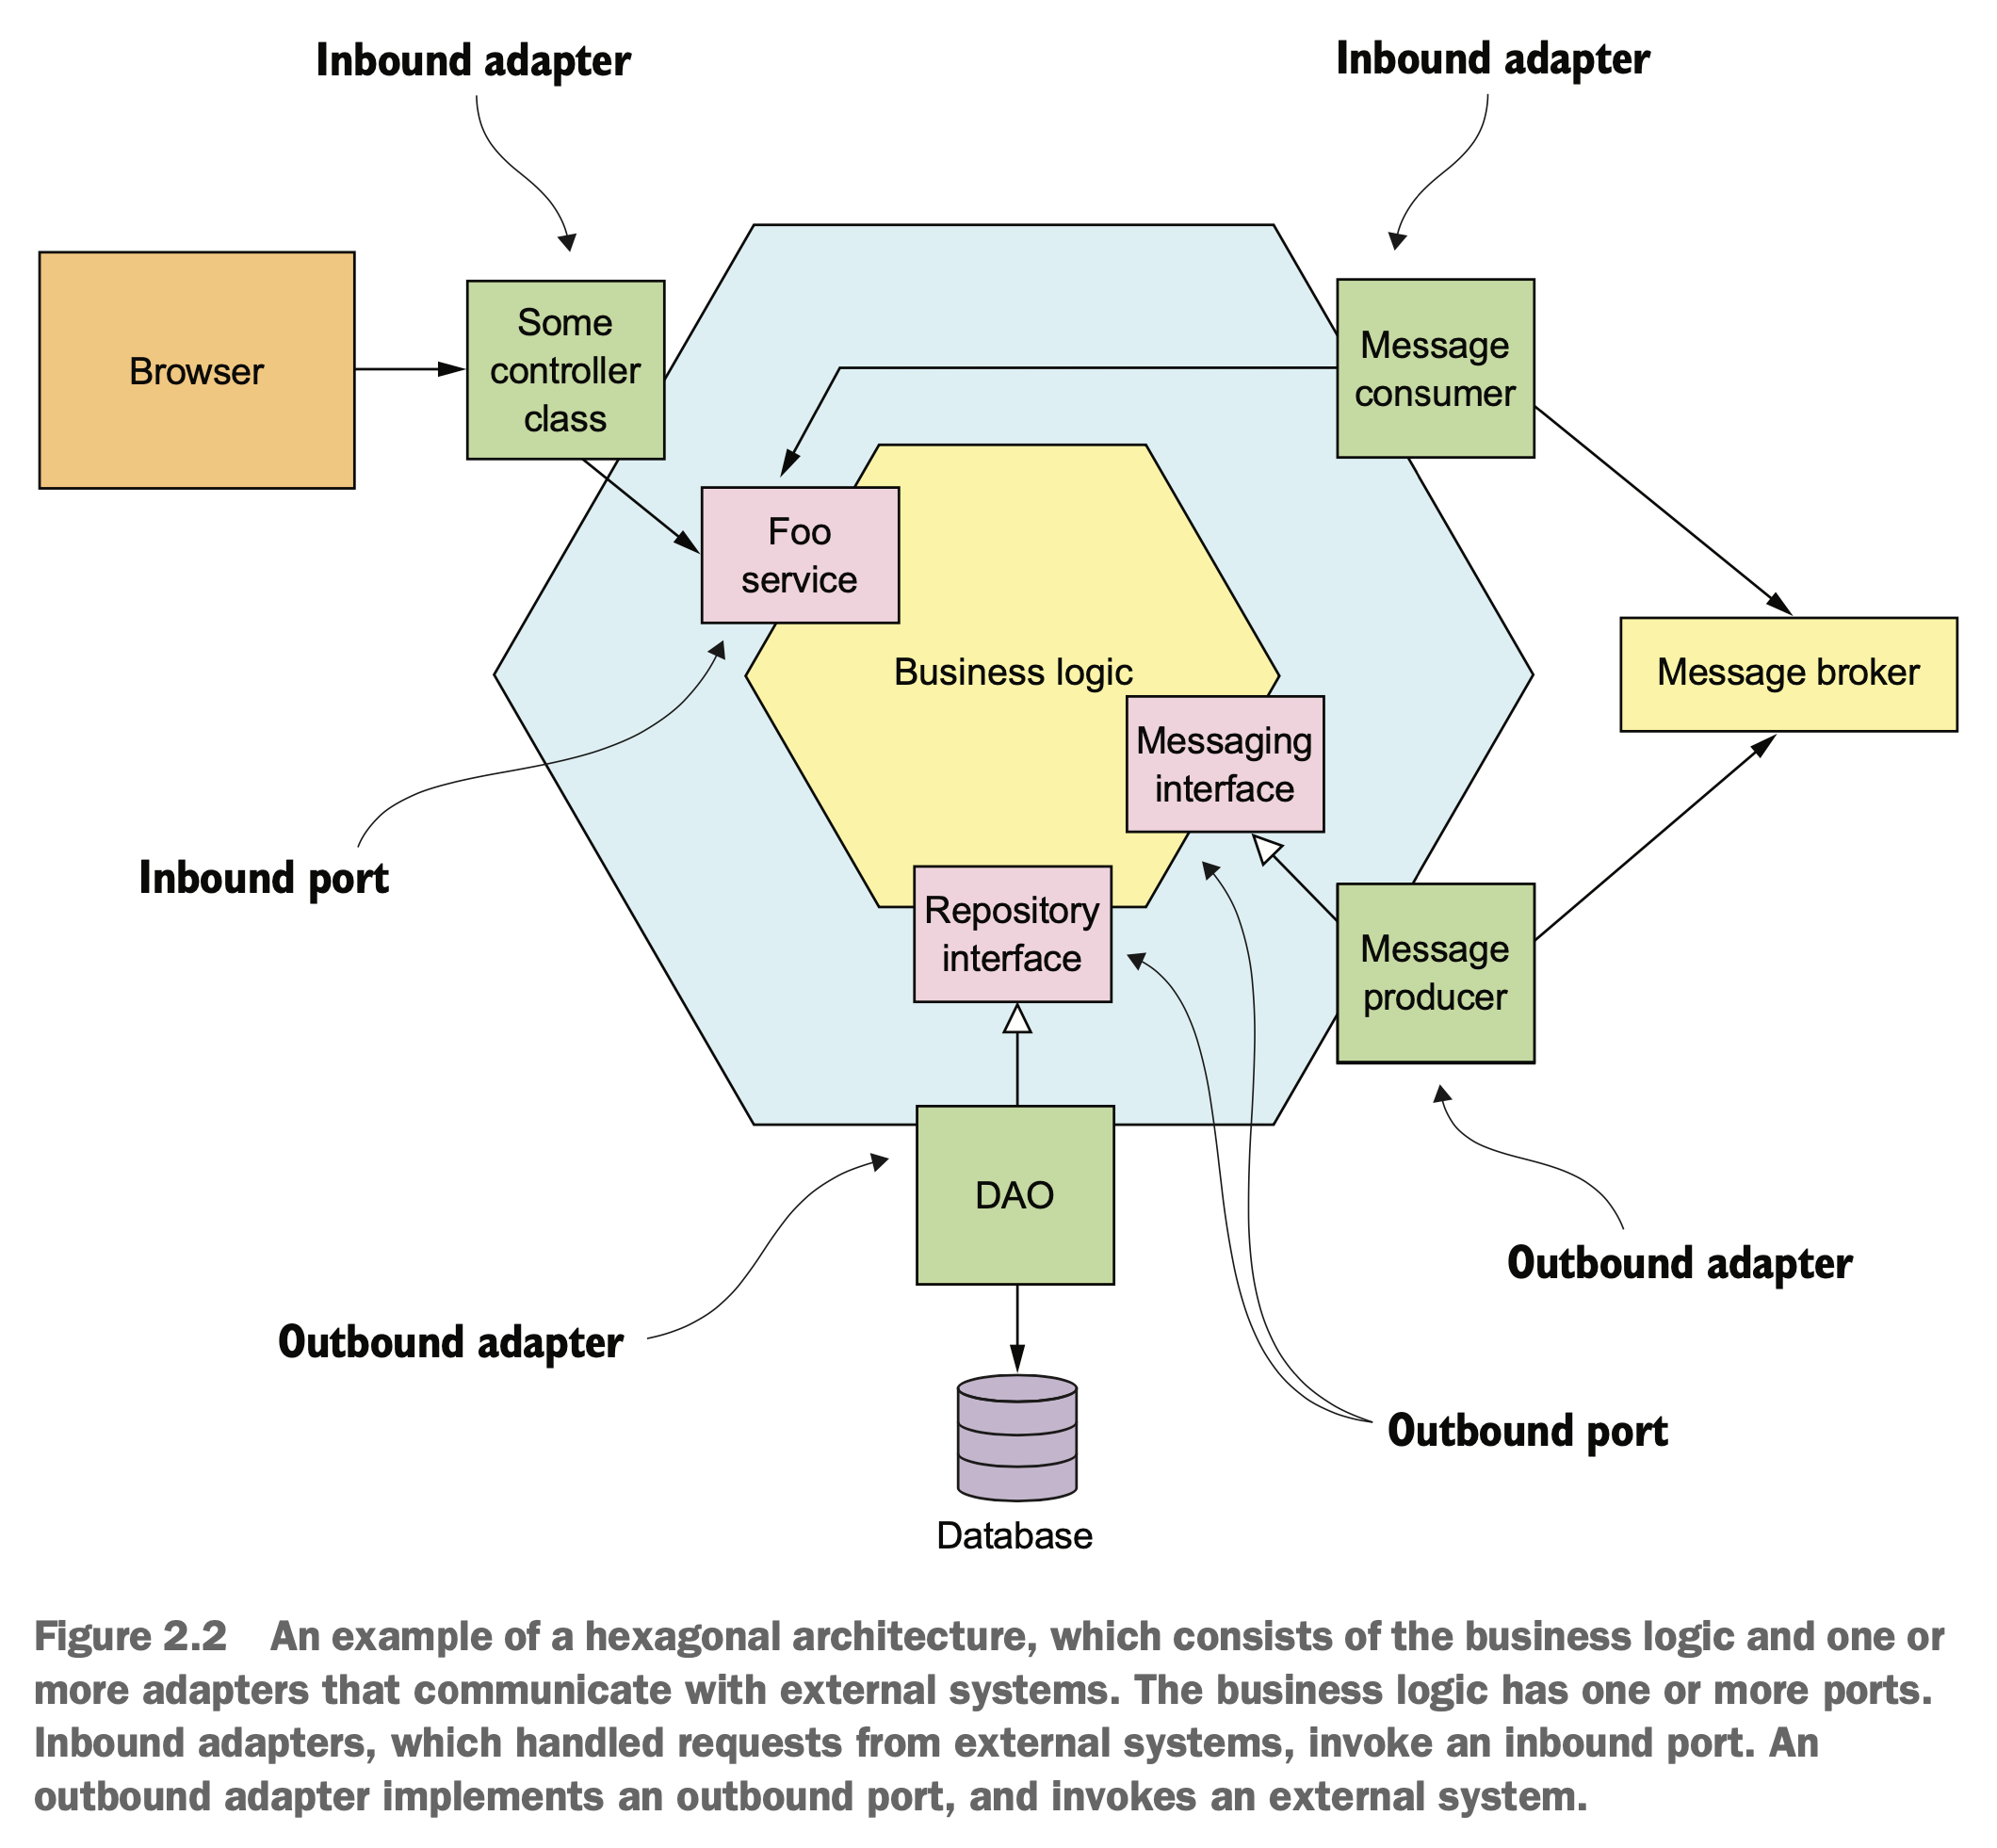 Inbound adapter
Inbound adapter
Browser
Some
controller
class
Message
consumer
Foo
service
Business logic
Message broker
Messaging
interface
Inbound port
Repository
interface
Message
producer
DAO
Outbound adapter
Outbound adapter
Outbound port
Database
Figure 2.2 An example of a hexagonal architecture, which consists of the business logic and one or
more adapters that communicate with external systems. The business logic has one or more ports.
Inbound adapters, which handled requests from external systems, invoke an inbound port. An
outbound adapter implements an outbound port, and invokes an external system.